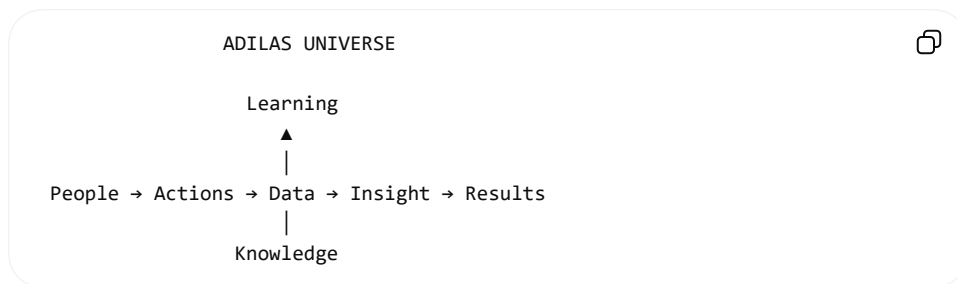 ADILAS UNIVERSE
Learning
▲
│
People → Actions → Data → Insight → Results
│
Knowledge